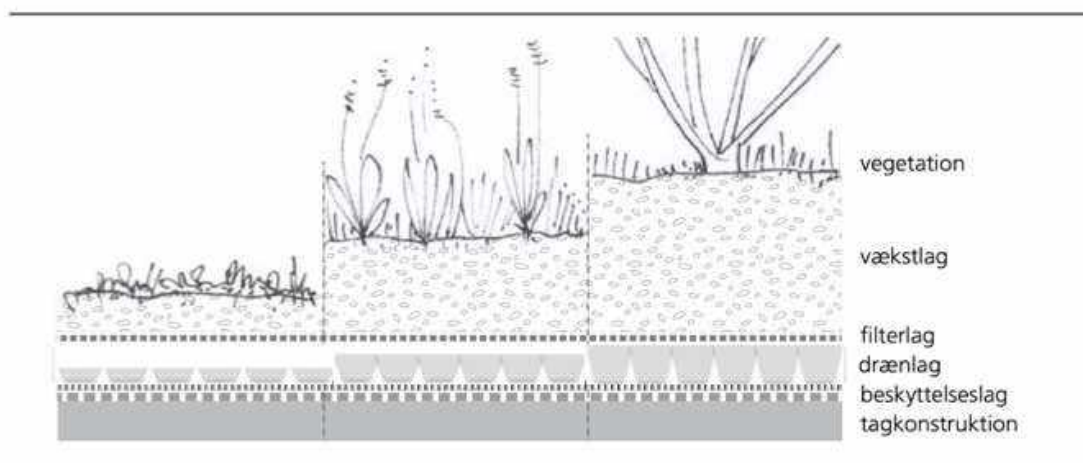 vegetation
vækstlag
filterlag
drænlag
beskyttelseslag
tagkonstruktion